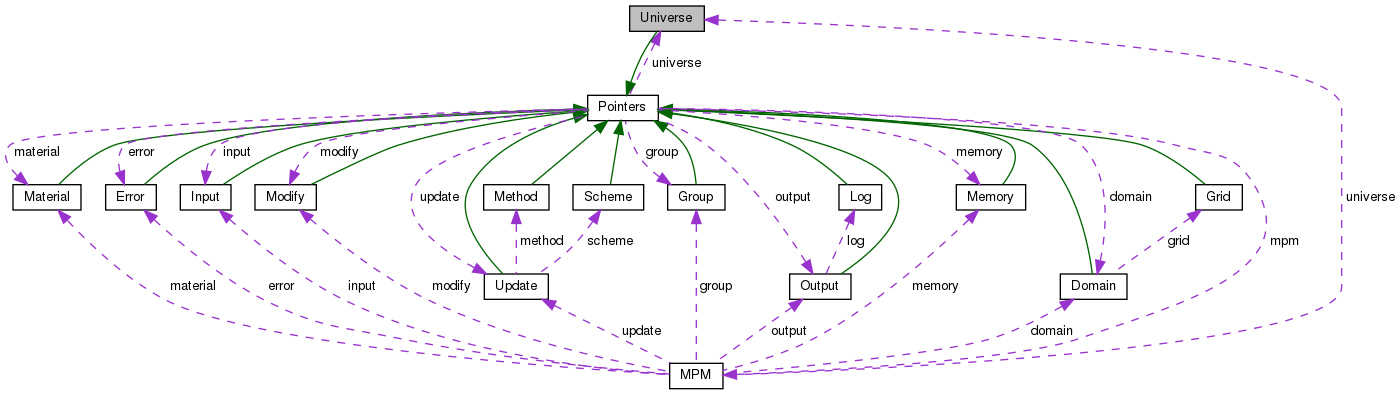 Universe
universe
Pointers
material
error
input
modify
group
memory
update
output
domain
Material
Error
Input
Modify
Method
Scheme
Group
Log
Memory
Grid
universe
method
scheme
log
grid
mpm
Update
Output
Domain
material
error
input
modify
group
memory
update
output
domain
MPM